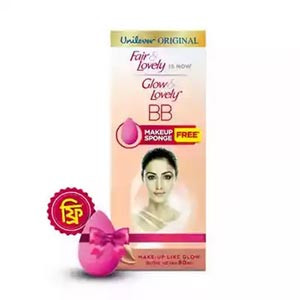 Unilever ORIGINAL
Fair & Lovely IS NOW
Glow & Lovely
BB
MAKEUP SPONGE FREE*
ফ্রি
MAKE-UP LIKE GLOW